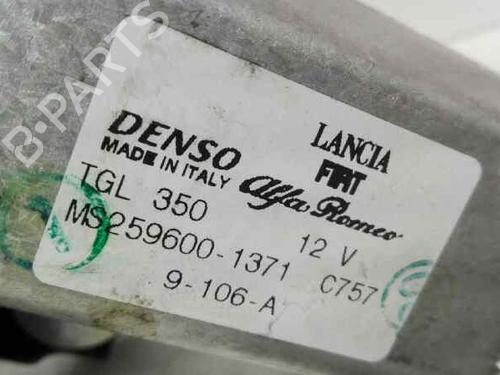 B-PARTS
DENSO
MADE IN ITALY
LANCIA
FIAT
Alfa Romeo
TGL 350
12 V
MS259600-1371
C757
9-106-A